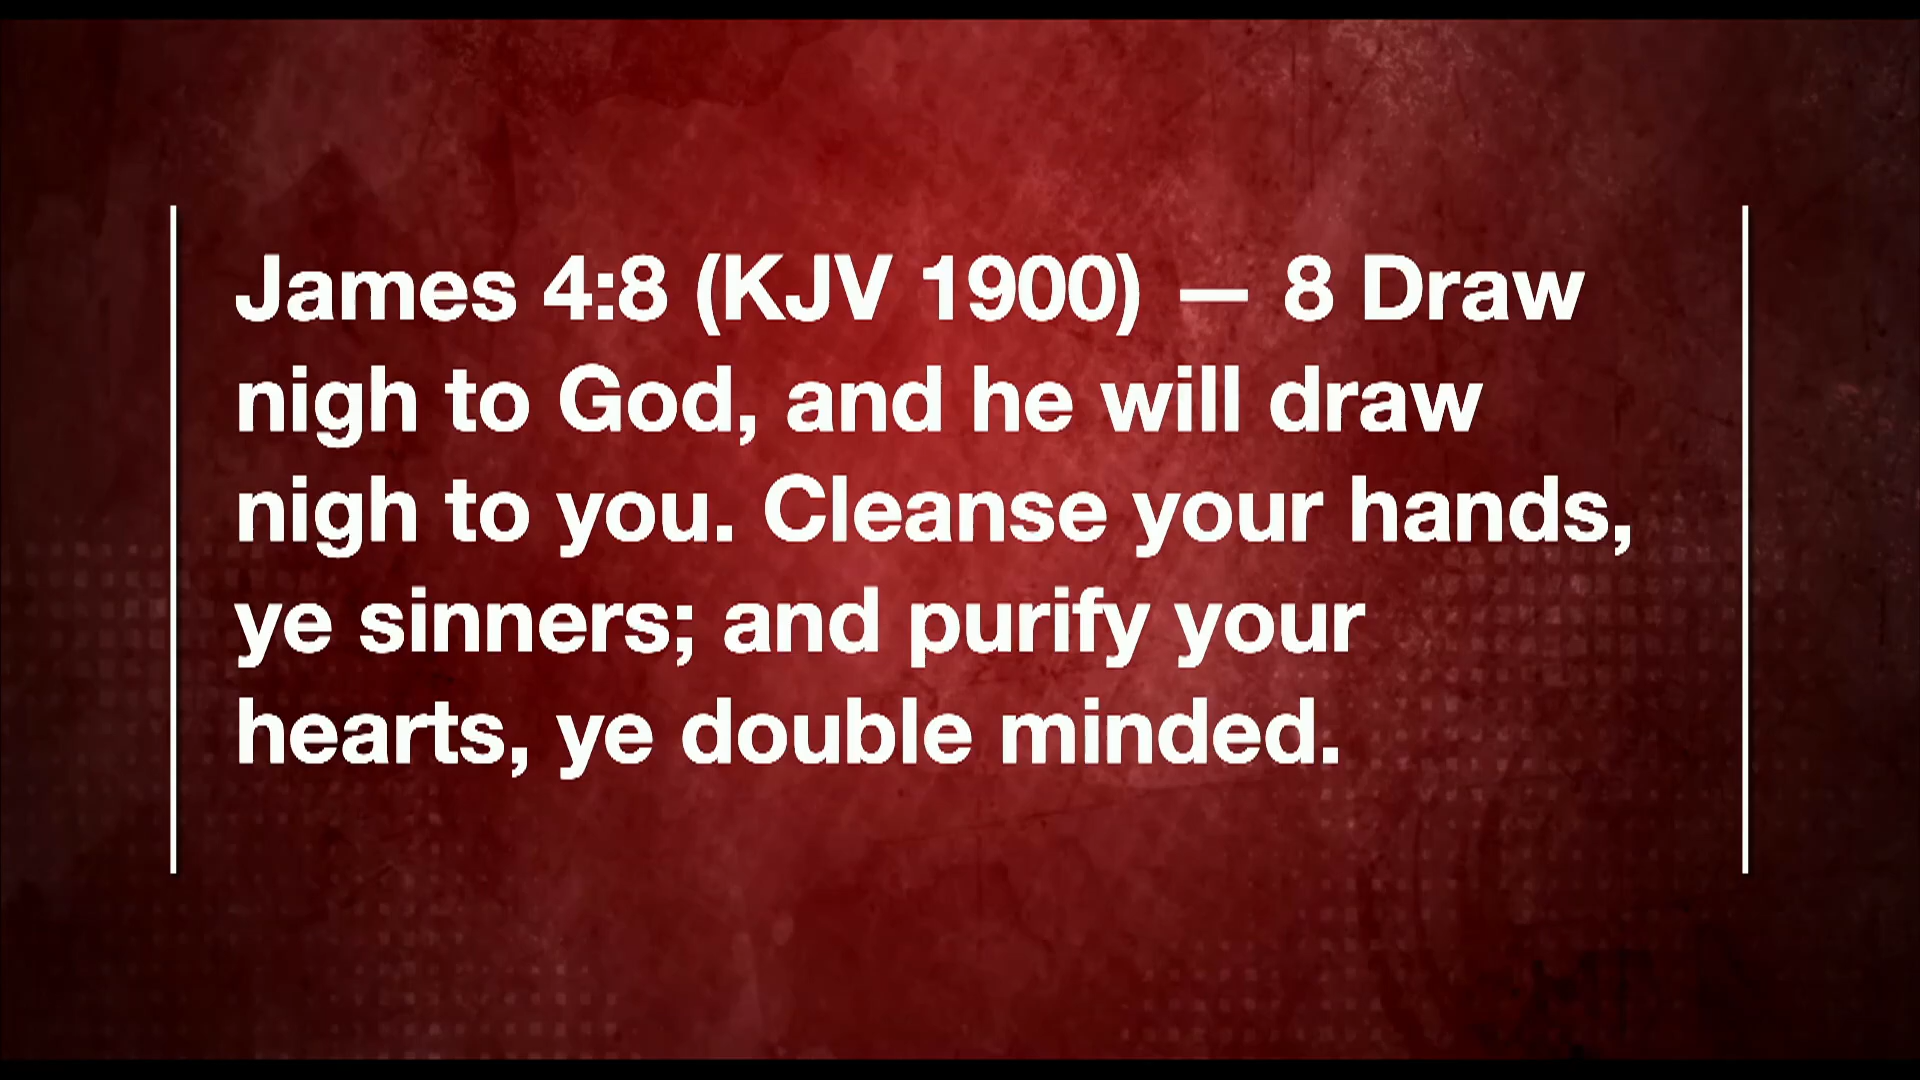 James 4:8 (KJV 1900) — 8 Draw
nigh to God, and he will draw
nigh to you. Cleanse your hands,
ye sinners; and purify your
hearts, ye double minded.